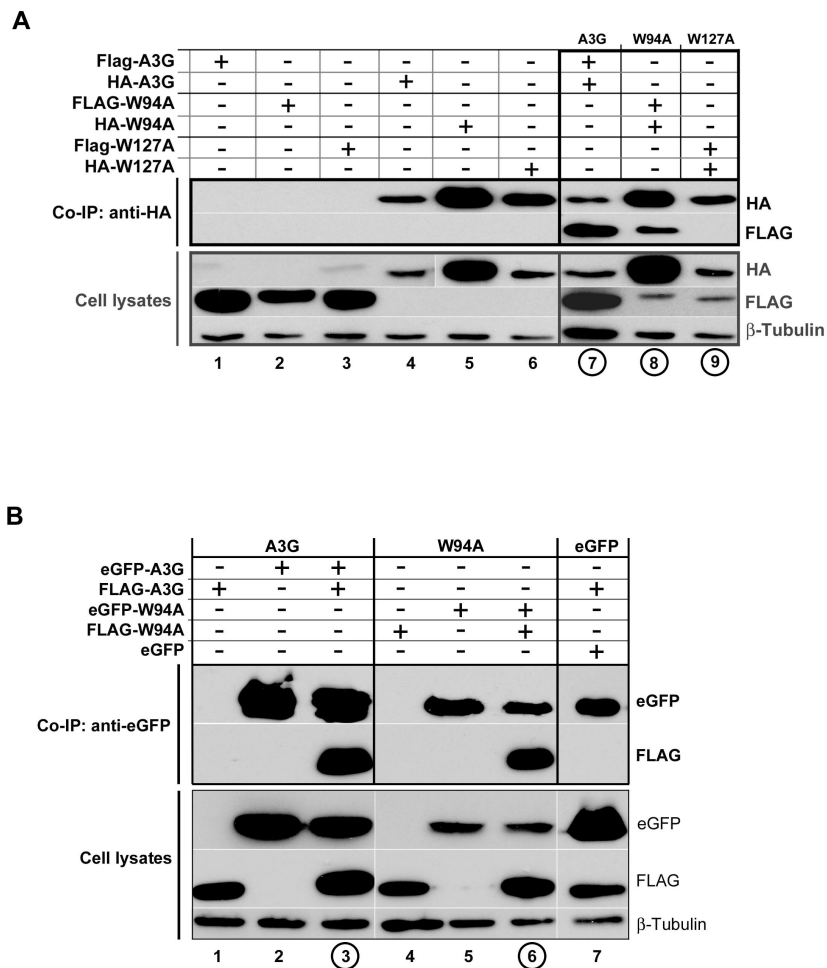 A
A3G W94A W127A
Flag-A3G + - - - - - + - -
HA-A3G - - - + - - + - -
FLAG-W94A - + - - - - - + -
HA-W94A - - - - + - - + -
Flag-W127A - - + - - - - - +
HA-W127A - - - - - + - - +
Co-IP: anti-HA
HA
FLAG
Cell lysates
HA
FLAG
β-Tubulin
1 2 3 4 5 6 7 8 9
B
A3G W94A eGFP
eGFP-A3G - + + - - - -
FLAG-A3G + - + - - - +
eGFP-W94A - - - - + + -
FLAG-W94A - - - + - + -
eGFP - - - - - - +
Co-IP: anti-eGFP
eGFP
FLAG
Cell lysates
eGFP
FLAG
β-Tubulin
1 2 3 4 5 6 7